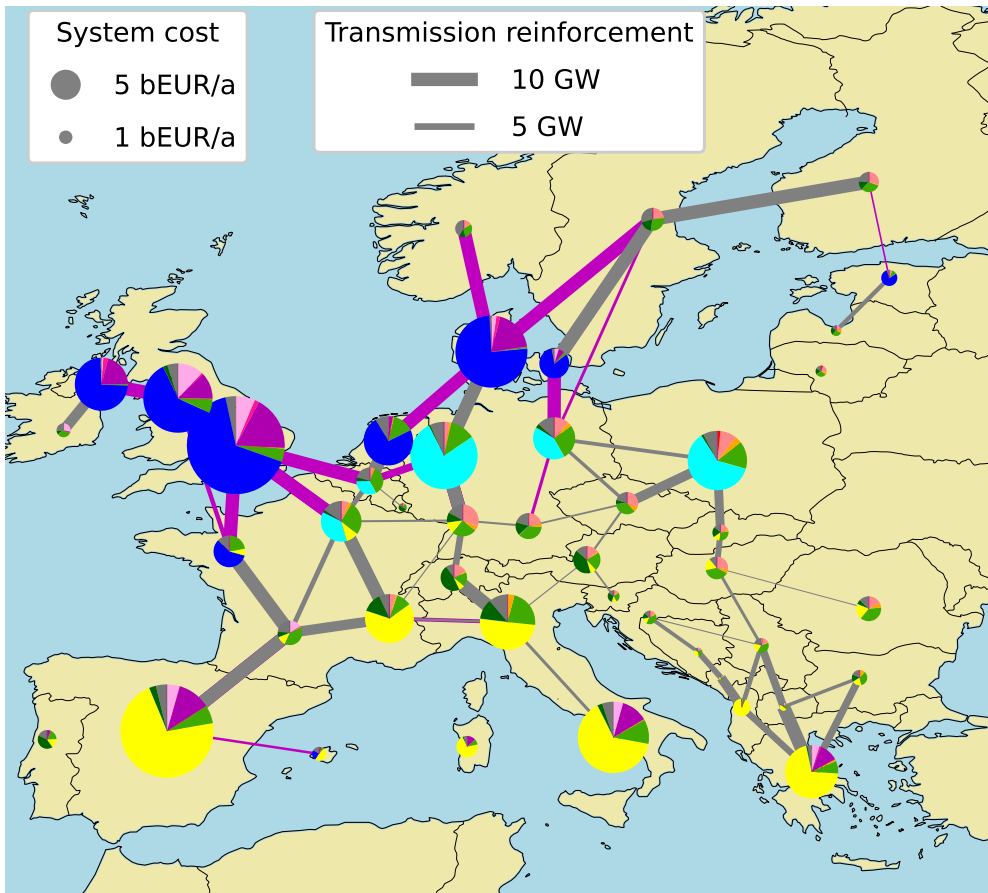 System cost
5 bEUR/a
1 bEUR/a
Transmission reinforcement
10 GW
5 GW